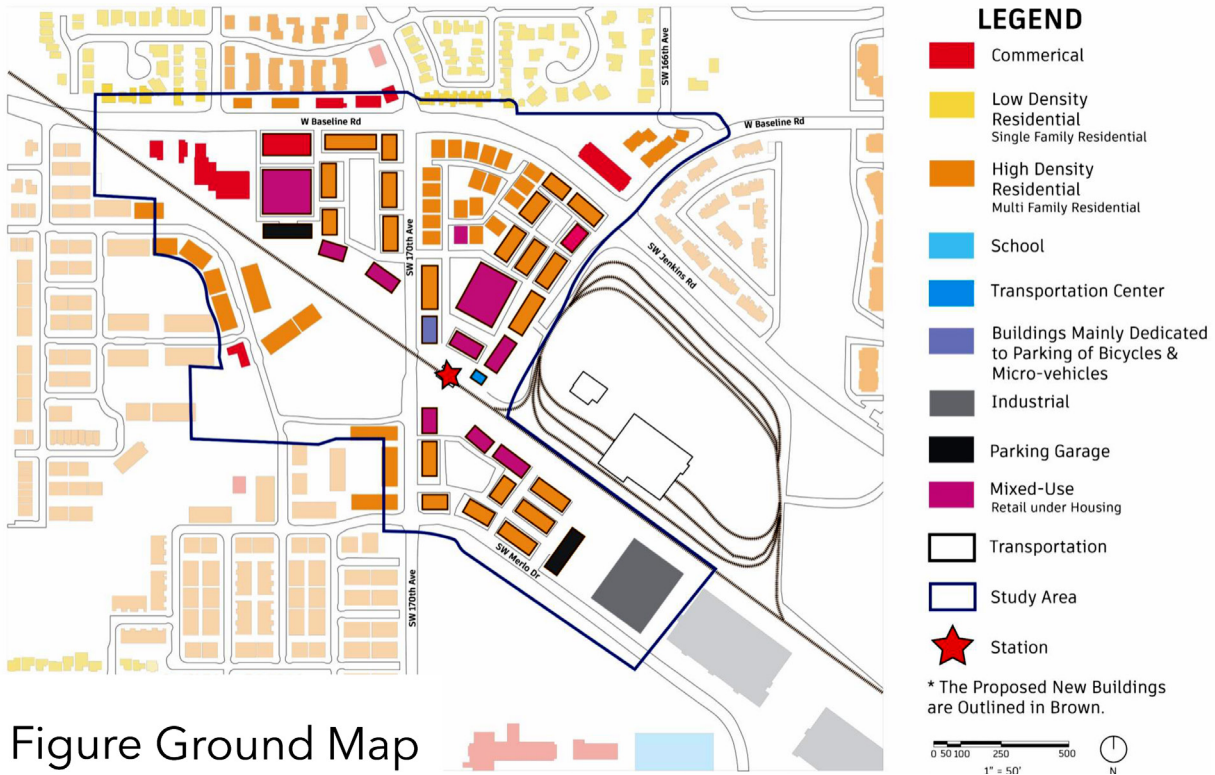 LEGEND
Commerical
Low Density
Residential
Single Family Residential
High Density
Residential
Multi Family Residential
School
Transportation Center
Buildings Mainly Dedicated
to Parking of Bicycles &
Micro-vehicles
Industrial
Parking Garage
Mixed-Use
Retail under Housing
Transportation
Study Area
Station
* The Proposed New Buildings
are Outlined in Brown.
0 50 100 250 500
1" = 50'
N
SW 166th Ave
W Baseline Rd
W Baseline Rd
SW 170th Ave
SW Jenkins Rd
SW Merlo Dr
SW 170th Ave
Figure Ground Map